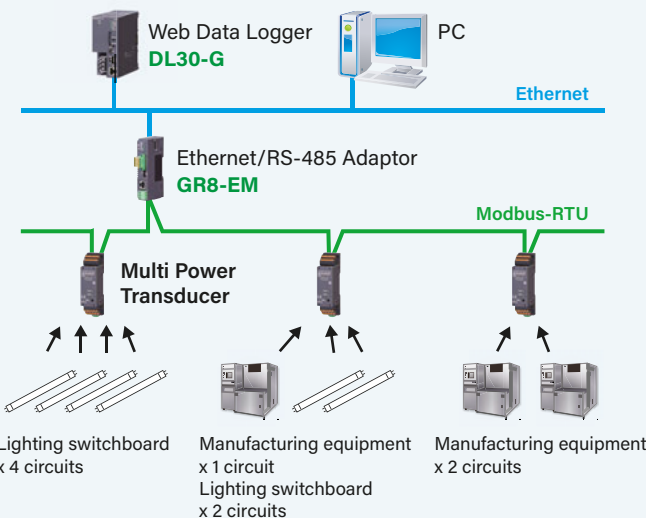 Web Data Logger
DL30-G
PC
Ethernet
Ethernet/RS-485 Adaptor
GR8-EM
Modbus-RTU
Multi Power
Transducer
Lighting switchboard
x 4 circuits
Manufacturing equipment
x 1 circuit
Lighting switchboard
x 2 circuits
Manufacturing equipment
x 2 circuits